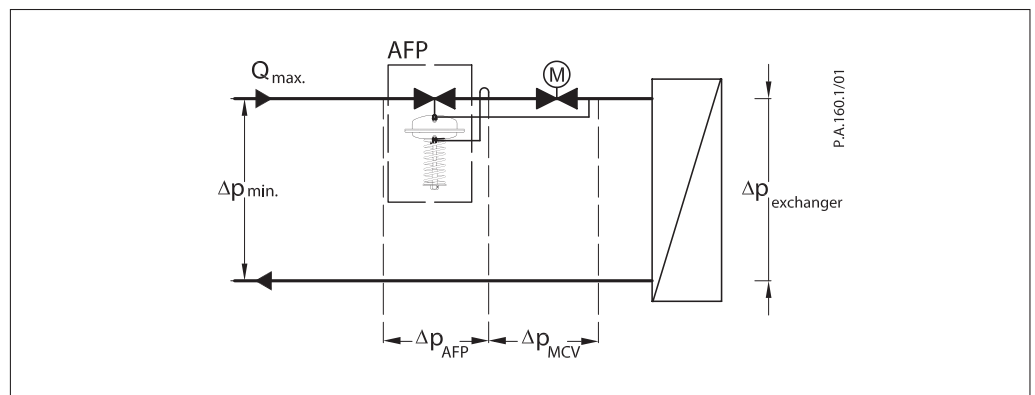 AFP
Q max.
M
P.A.160.1/01
Δp min.
Δp exchanger
Δp AFP
Δp MCV